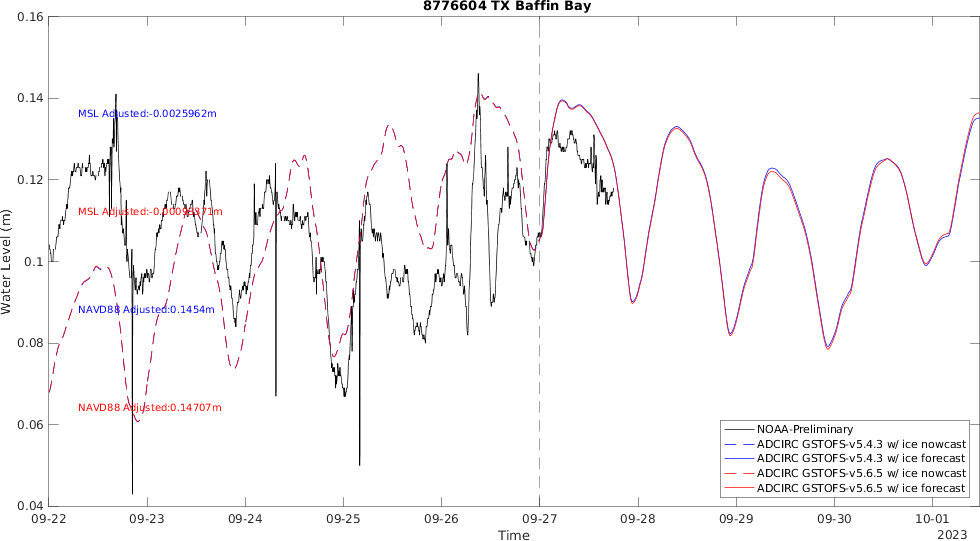 8776604 TX Baffin Bay
0.16
0.14
0.12
0.1
0.08
0.06
0.04
Water Level (m)
MSL Adjusted:-0.0025962m
NAVD88 Adjusted:0.1454m
NAVD88 Adjusted:0.14707m
NOAA-Preliminary
ADCIRC GSTOFS-v5.4.3 w/ ice nowcast
ADCIRC GSTOFS-v5.4.3 w/ ice forecast
ADCIRC GSTOFS-v5.6.5 w/ ice nowcast
ADCIRC GSTOFS-v5.6.5 w/ ice forecast
09-22 09-23 09-24 09-25 09-26 09-27 09-28 09-29 09-30 10-01
Time
2023